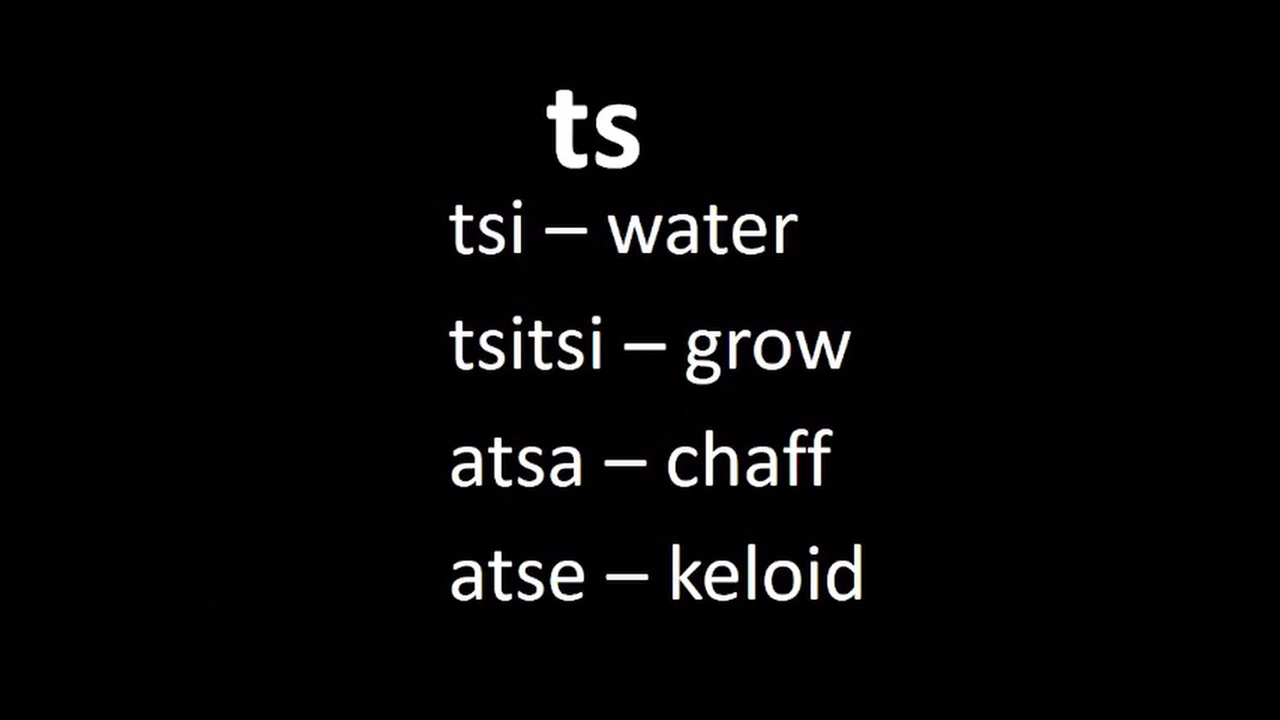 ts
tsi – water
tsitsi – grow
atsa – chaff
atse – keloid